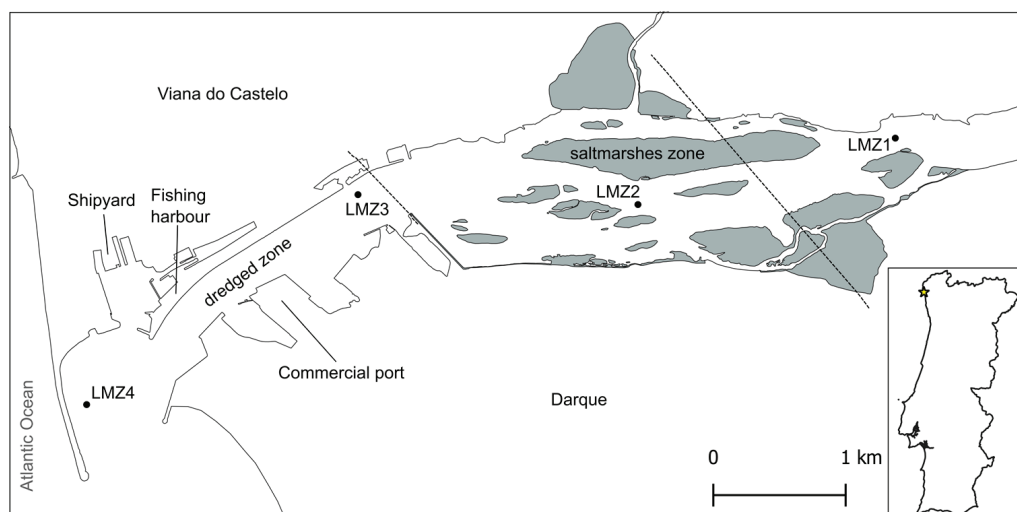 Viana do Castelo
saltmarshes zone
LMZ1
LMZ2
LMZ3
Shipyard
Fishing
harbour
dredged zone
Commercial port
LMZ4
Darque
Atlantic Ocean
0
1 km